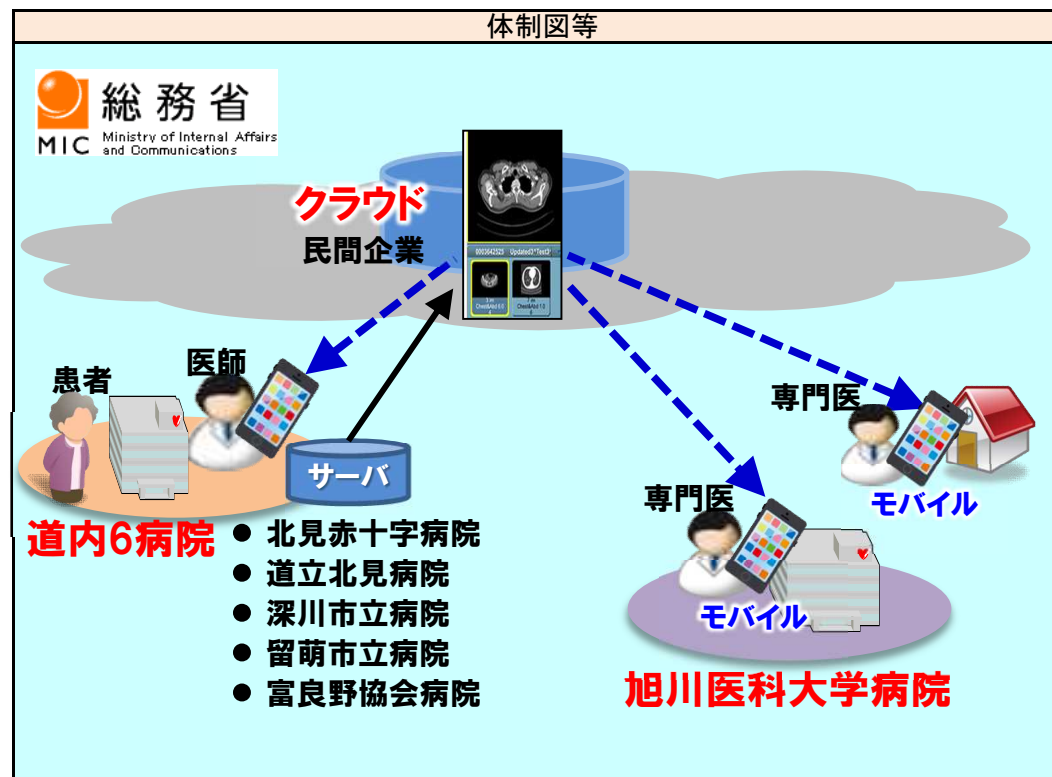 体制図等
総務省
MIC Ministry of Internal Affairs
and Communications
クラウド
民間企業
0003642525 Updated3^Test3
患者
医師
サーバ
専門医
モバイル
専門医
モバイル
道内6病院
● 北見赤十字病院
● 道立北見病院
● 深川市立病院
● 留萌市立病院
● 富良野協会病院
旭川医科大学病院